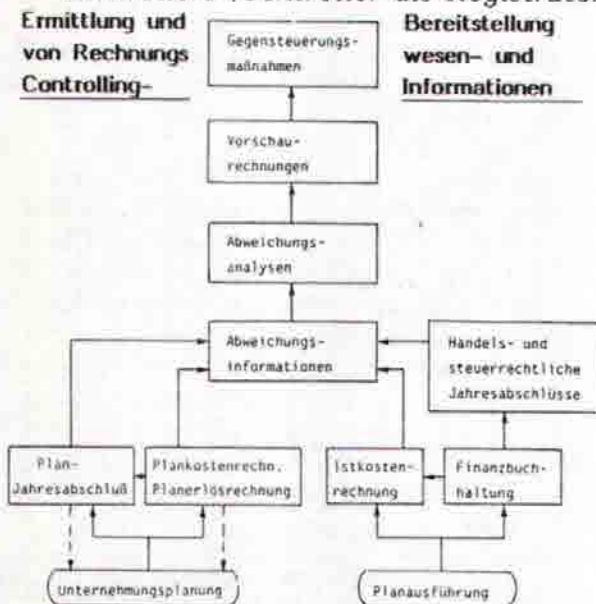 Ermittlung und
von Rechnungs
Controlling-
Bereitstellung
wesen- und
Informationen
Gegensteuerungs-
maßnahmen
Vorschau-
rechnungen
Abweichungs-
analysen
Abweichungs-
informationen
Handels- und
steuerrechtliche
Jahresabschlüsse
Plan-
Jahresabschluß
Plankostenrechn.
Planerlösrechnung
Istkosten-
rechnung
Finanzbuch-
haltung
Unternehmungsplanung
Planausführung